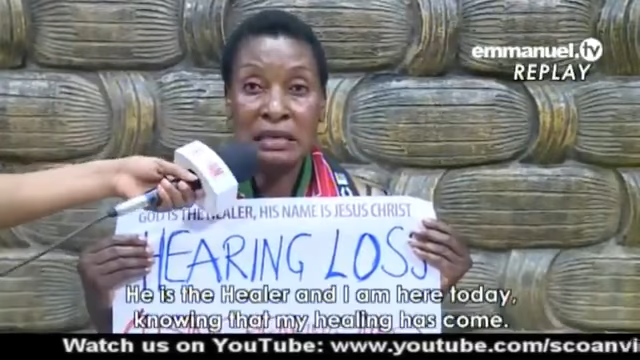 emmanuel.tv
REPLAY
GOD IS THE HEALER, HIS NAME IS JESUS CHRIST
HEARING LOSS
He is the Healer and I am here today,
knowing that my healing has come.
Watch us on YouTube: www.youtube.com/scoanvi